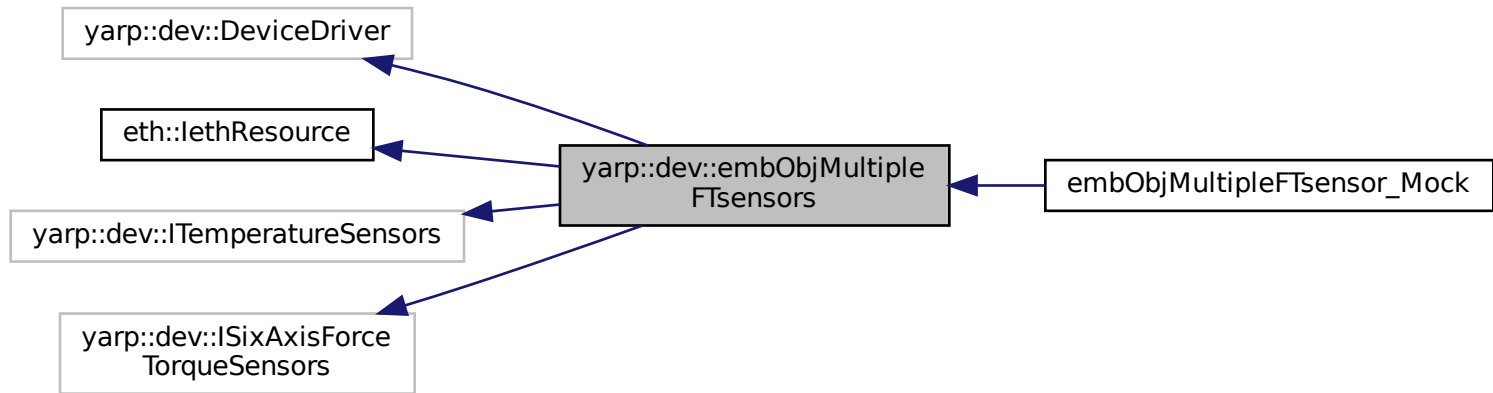 yarp::dev::DeviceDriver
eth::IethResource
yarp::dev::ITemperatureSensors
yarp::dev::ISixAxisForce
TorqueSensors
yarp::dev::embObjMultiple
FTsensors
embObjMultipleFTsensor_Mock